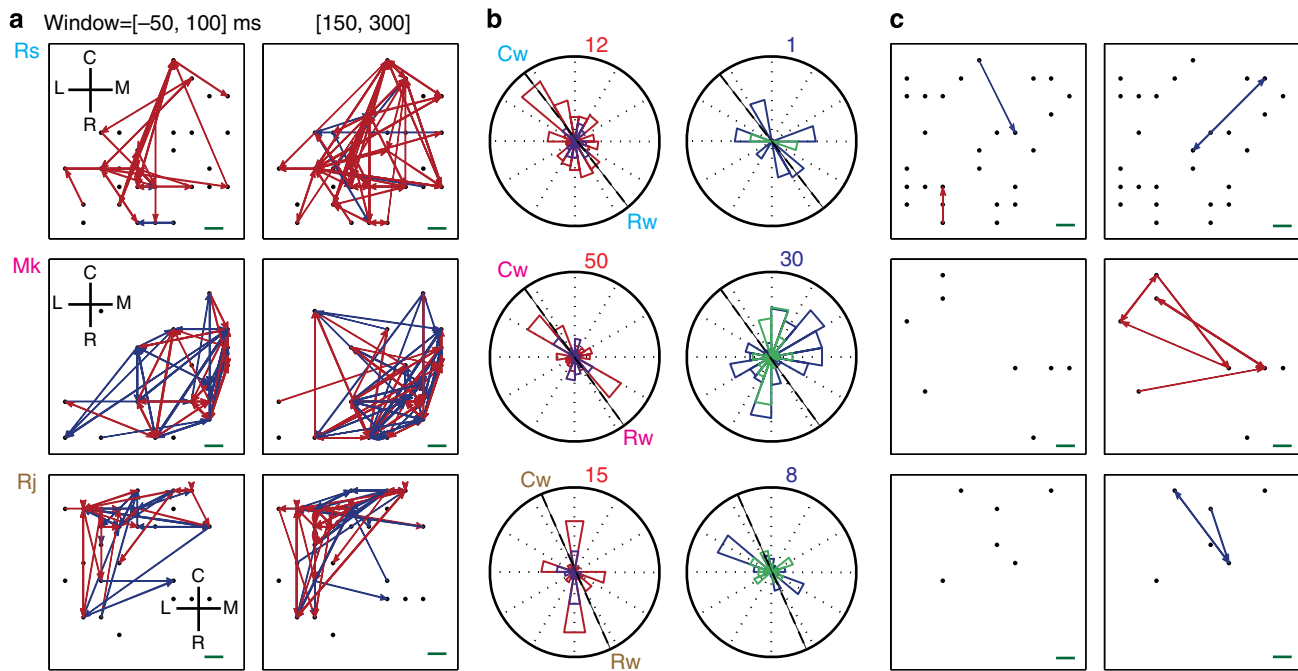 a Window=[–50, 100] ms [150, 300] b c
Rs C L M R Cw 12 1 Rw
Mk C L M R Cw 50 30 Rw
Rj C L M R Cw 15 8 Rw